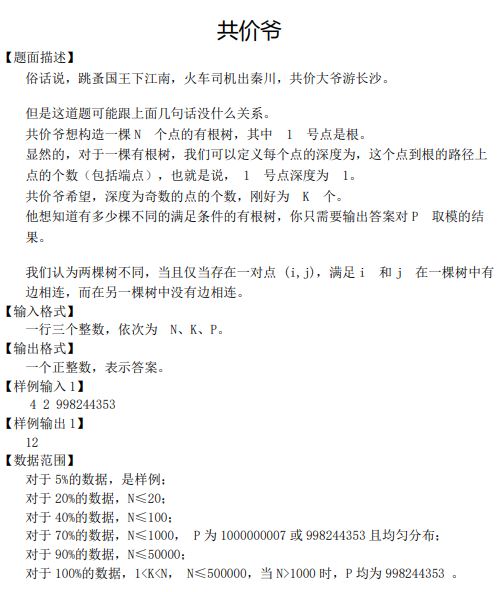 共价爷
【题面描述】
俗话说，跳蚤国王下江南，火车司机出秦川，共价大爷游长沙。
但是这道题可能跟上面几句话没什么关系。
共价爷想构造一棵 N 个点的有根树，其中 1 号点是根。
显然的，对于一棵有根树，我们可以定义每个点的深度为，这个点到根的路径上
点的个数（包括端点），也就是说， 1 号点深度为 1。
共价爷希望，深度为奇数的点的个数，刚好为 K 个。
他想知道有多少棵不同的满足条件的有根树，你只需要输出答案对 P 取模的结
果。
我们认为两棵树不同，当且仅当存在一对点 (i,j)，满足 i 和 j 在一棵树中有
边相连，而在另一棵树中没有边相连。
【输入格式】
一行三个整数，依次为 N、K、P。
【输出格式】
一个正整数，表示答案。
【样例输入 1】
4 2 998244353
【样例输出 1】
12
【数据范围】
对于 5%的数据，是样例；
对于 20%的数据，N≤20；
对于 40%的数据，N≤100；
对于 70%的数据，N≤1000， P 为 1000000007 或 998244353 且均匀分布；
对于 90%的数据，N≤50000；
对于 100%的数据，1<K<N， N≤500000，当 N>1000 时，P 均为 998244353 。